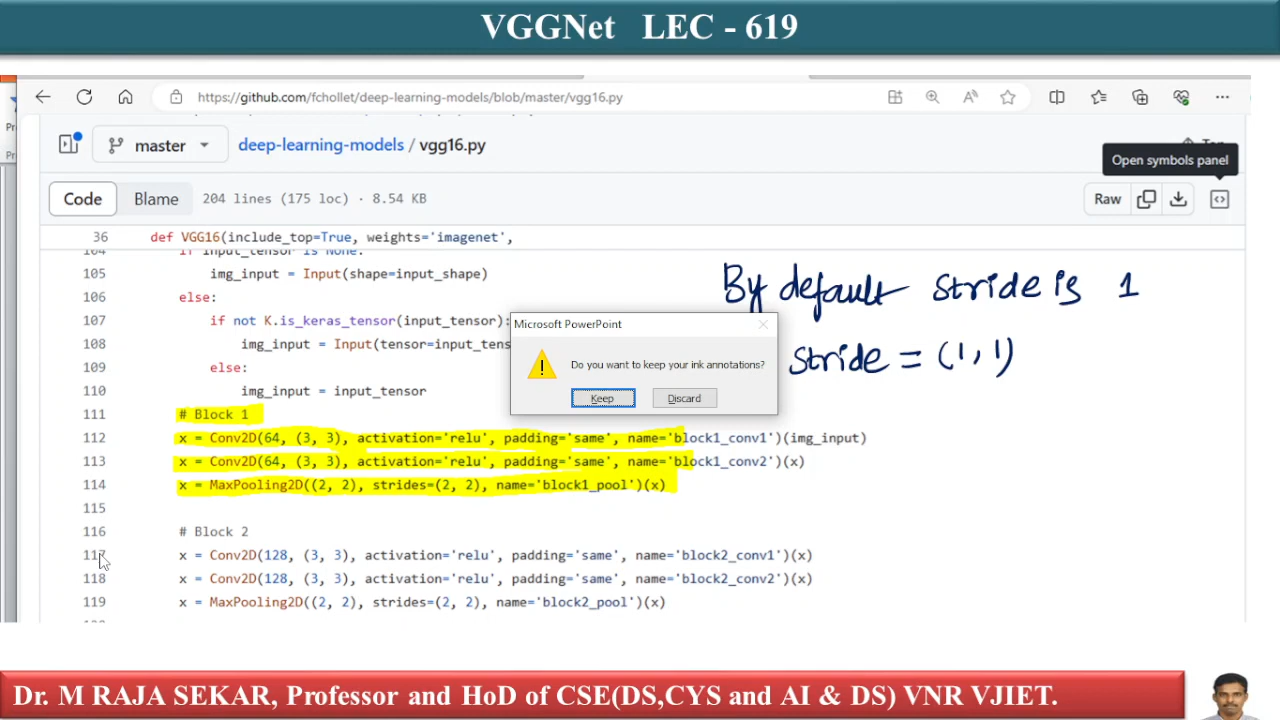 VGGNet LEC - 619
https://github.com/fchollet/deep-learning-models/blob/master/vgg16.py
master
deep-learning-models / vgg16.py
Top
Open symbols panel
Code Blame 204 lines (175 loc) · 8.54 KB Raw
36 def VGG16(include_top=True, weights='imagenet',
104 if input_tensor is None:
105 img_input = Input(shape=input_shape)
106 else:
107 if not K.is_keras_tensor(input_tensor):
108 img_input = Input(tensor=input_tens
109 else:
110 img_input = input_tensor
By default stride is 1
stride = (1,1)
Microsoft PowerPoint
Do you want to keep your ink annotations?
Keep Discard
111 # Block 1
112 x = Conv2D(64, (3, 3), activation='relu', padding='same', name='block1_conv1')(img_input)
113 x = Conv2D(64, (3, 3), activation='relu', padding='same', name='block1_conv2')(x)
114 x = MaxPooling2D((2, 2), strides=(2, 2), name='block1_pool')(x)
115
116 # Block 2
117 x = Conv2D(128, (3, 3), activation='relu', padding='same', name='block2_conv1')(x)
118 x = Conv2D(128, (3, 3), activation='relu', padding='same', name='block2_conv2')(x)
119 x = MaxPooling2D((2, 2), strides=(2, 2), name='block2_pool')(x)
Dr. M RAJA SEKAR, Professor and HoD of CSE(DS,CYS and AI & DS) VNR VJIET.